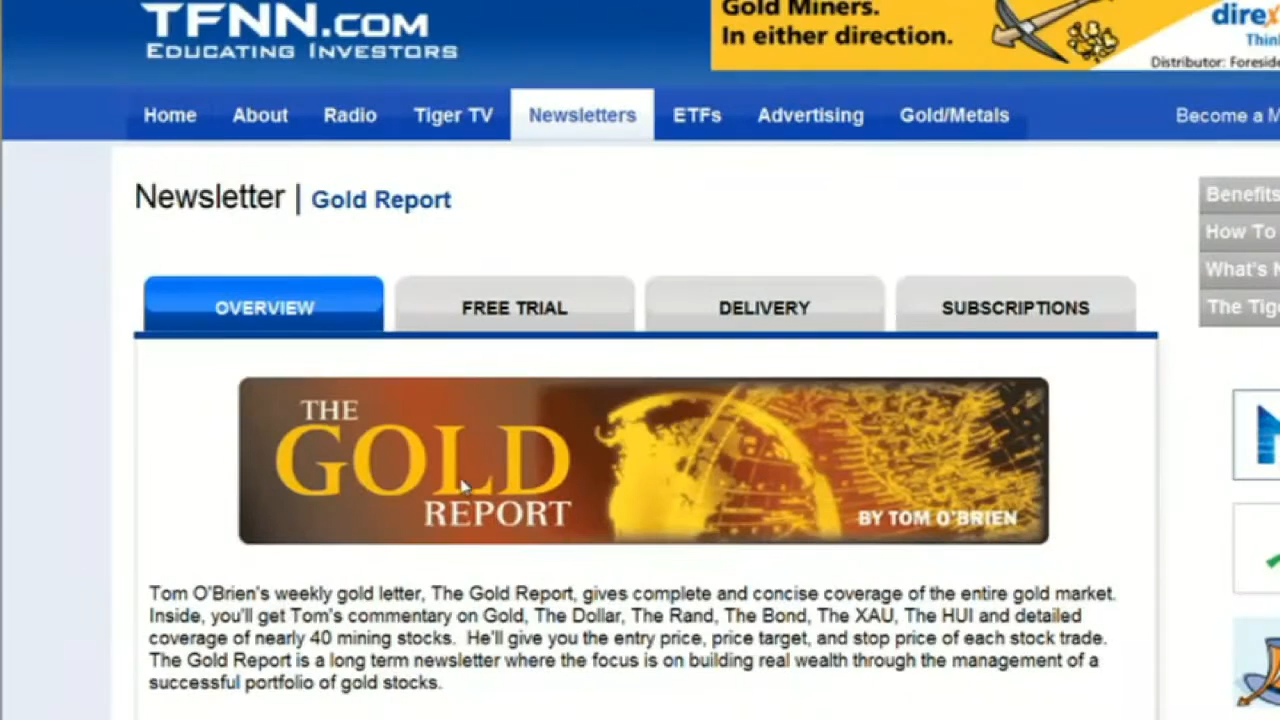 TFNN.COM
EDUCATING INVESTORS
Gold Miners.
In either direction.
Distributor:
Home About Radio Tiger TV Newsletters ETFs Advertising Gold/Metals Become a
Newsletter | Gold Report
Benefits
How To
What's
The
OVERVIEW FREE TRIAL DELIVERY SUBSCRIPTIONS
THE
GOLD
REPORT
BY TOM O'BRIEN
Tom O'Brien's weekly gold letter, The Gold Report, gives complete and concise coverage of the entire gold market.
Inside, you'll get Tom's commentary on Gold, The Dollar, The Rand, The Bond, The XAU, The HUI and detailed
coverage of nearly 40 mining stocks.  He'll give you the entry price, price target, and stop price of each stock trade.
The Gold Report is a long term newsletter where the focus is on building real wealth through the management of a
successful portfolio of gold stocks.